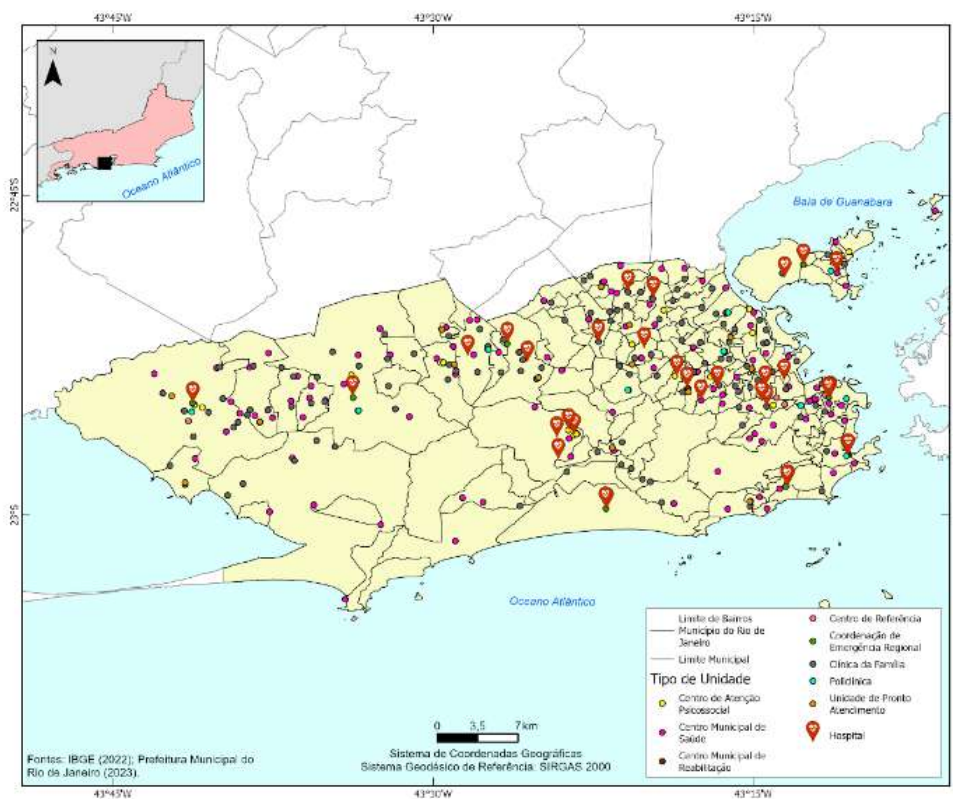 43°45'W 43°30'W 43°15'W
N
Oceano Atlântico
22°45'S
Baía de Guanabara
23°S
Oceano Atlântico
Limite de Bairros
Município do Rio de
Janeiro
Limite Municipal
Tipo de Unidade
Centro de Atenção
Psicossocial
Centro Municipal de
Saúde
Centro Municipal de
Reabilitação
Centro de Referência
Coordenação de
Emergência Regional
Clínica da Família
Policlínica
Unidade de Pronto
Atendimento
Hospital
0 3,5 7 km
Sistema de Coordenadas Geográficas
Sistema Geodésico de Referência: SIRGAS 2000
Fontes: IBGE (2022); Prefeitura Municipal do
Rio de Janeiro (2023).
43°45'W 43°30'W 43°15'W